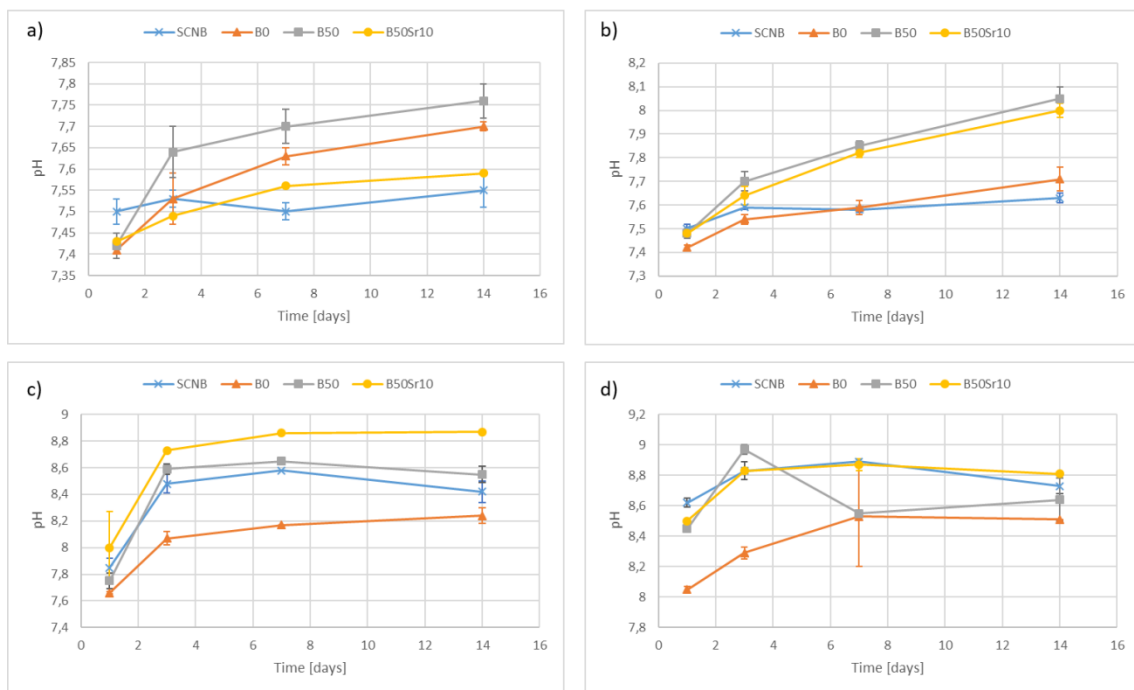 a)
SCNB B0 B50 B50Sr10
7,85
7,8
7,75
7,7
7,65
7,6
7,55
7,5
7,45
7,4
7,35
pH
0 2 4 6 8 10 12 14 16
Time [days]
b)
SCNB B0 B50 B50Sr10
8,2
8,1
8
7,9
7,8
7,7
7,6
7,5
7,4
7,3
pH
0 2 4 6 8 10 12 14 16
Time [days]
c)
SCNB B0 B50 B50Sr10
9
8,8
8,6
8,4
8,2
8
7,8
7,6
7,4
pH
0 2 4 6 8 10 12 14 16
Time [days]
d)
SCNB B0 B50 B50Sr10
9,2
9
8,8
8,6
8,4
8,2
8
7,8
pH
0 2 4 6 8 10 12 14 16
Time [days]